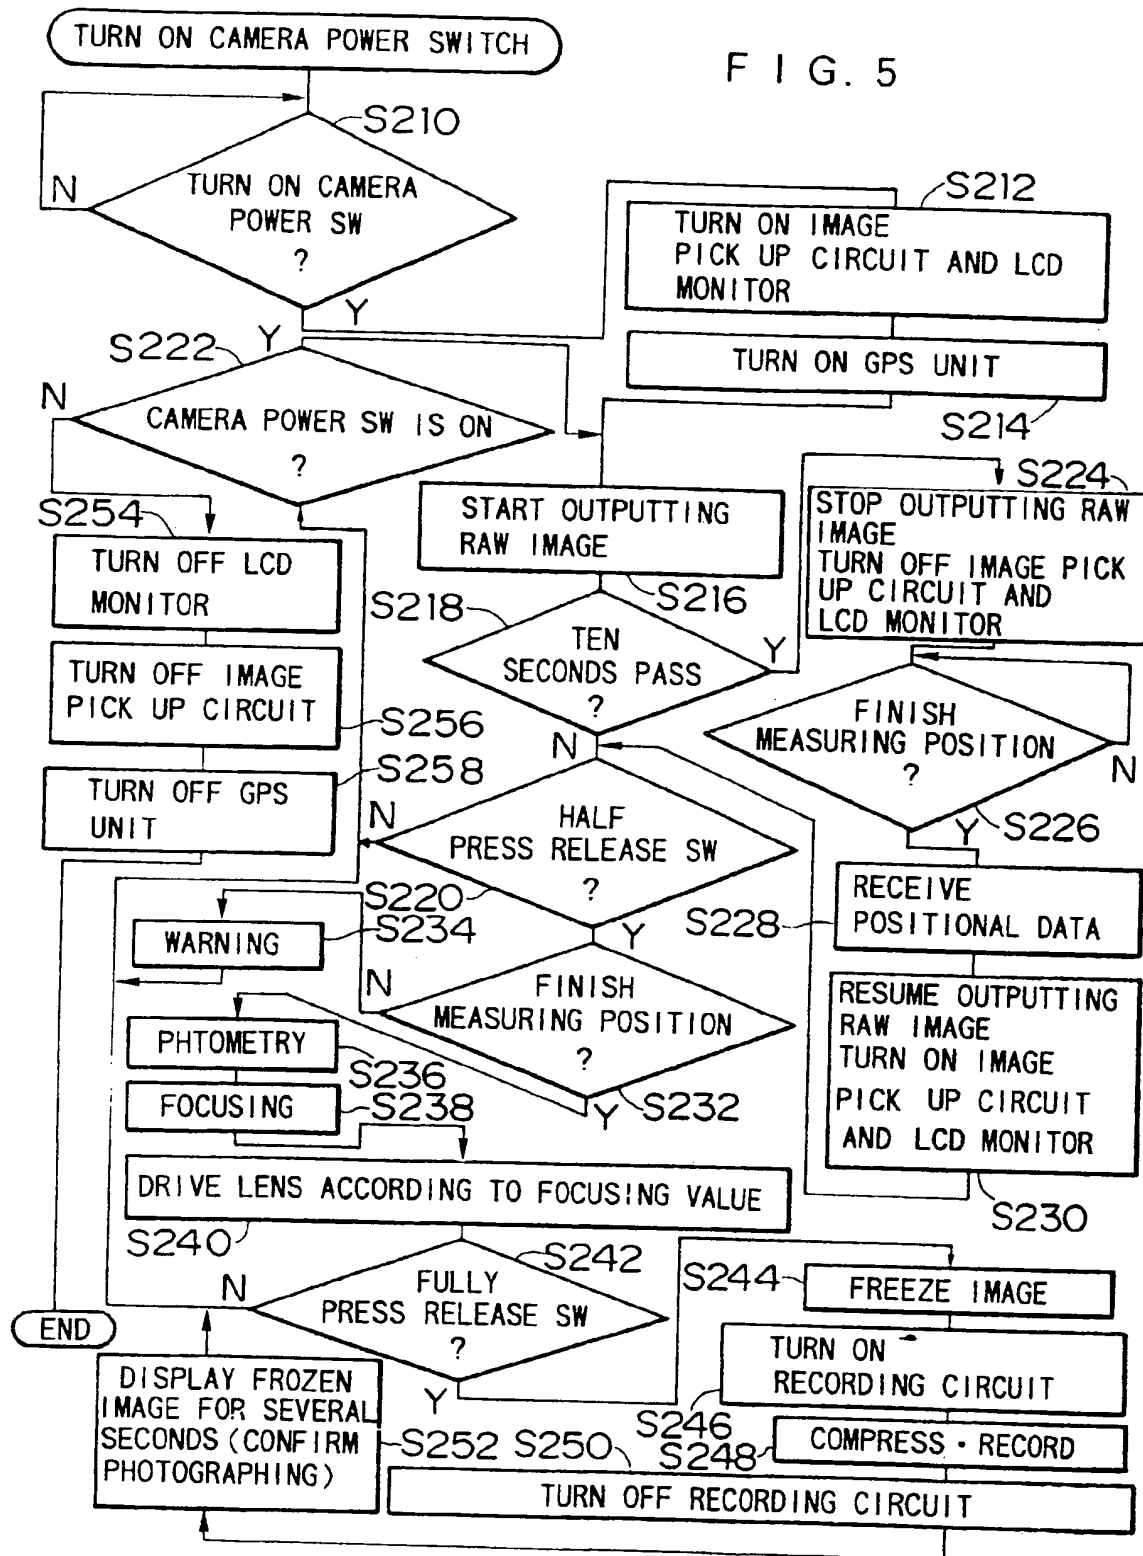 TURN ON CAMERA POWER SWITCH
F I G. 5
S210
N
TURN ON CAMERA
POWER SW
?
Y
S212
TURN ON IMAGE
PICK UP CIRCUIT AND LCD
MONITOR
TURN ON GPS UNIT
S214
S222
Y
N
CAMERA POWER SW IS ON
?
START OUTPUTTING
RAW IMAGE
S216
S224
STOP OUTPUTTING RAW
IMAGE
TURN OFF IMAGE PICK
UP CIRCUIT AND
LCD MONITOR
S254
TURN OFF LCD
MONITOR
S218
TEN
SECONDS PASS
?
Y
N
TURN OFF IMAGE
PICK UP CIRCUIT
S256
FINISH
MEASURING POSITION
?
N
Y
S226
S258
TURN OFF GPS
UNIT
N
HALF
PRESS RELEASE SW
?
S220
Y
S228
RECEIVE
POSITIONAL DATA
WARNING
S234
N
FINISH
MEASURING POSITION
?
Y
S232
RESUME OUTPUTTING
RAW IMAGE
TURN ON IMAGE
PICK UP CIRCUIT
AND LCD MONITOR
S230
PHTOMETRY
S236
FOCUSING
S238
DRIVE LENS ACCORDING TO FOCUSING VALUE
S240
S242
N
FULLY
PRESS RELEASE SW
?
Y
S244
FREEZE IMAGE
END
TURN ON
RECORDING CIRCUIT
S246
DISPLAY FROZEN
IMAGE FOR SEVERAL
SECONDS (CONFIRM
PHOTOGRAPHING)
S252
S248
COMPRESS · RECORD
S250
TURN OFF RECORDING CIRCUIT